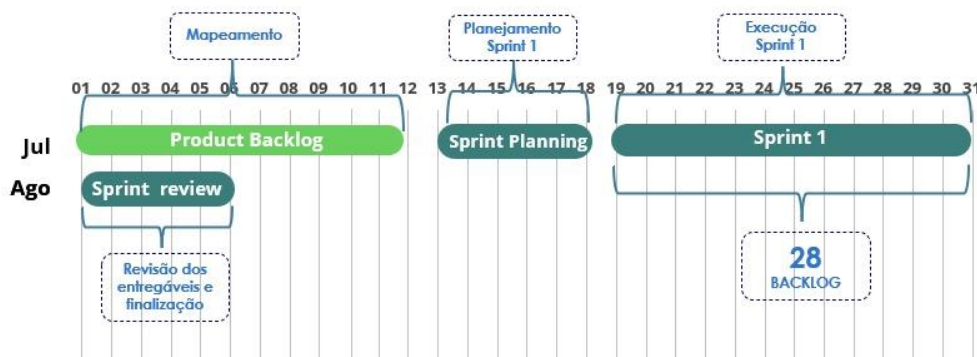 Mapeamento
Planejamento
Sprint 1
Execução
Sprint 1
01 02 03 04 05 06 07 08 09 10 11 12 13 14 15 16 17 18 19 20 21 22 23 24 25 26 27 28 29 30 31
Jul
Product Backlog
Sprint Planning
Sprint 1
Ago
Sprint review
Revisão dos
entregáveis e
finalização
28
BACKLOG